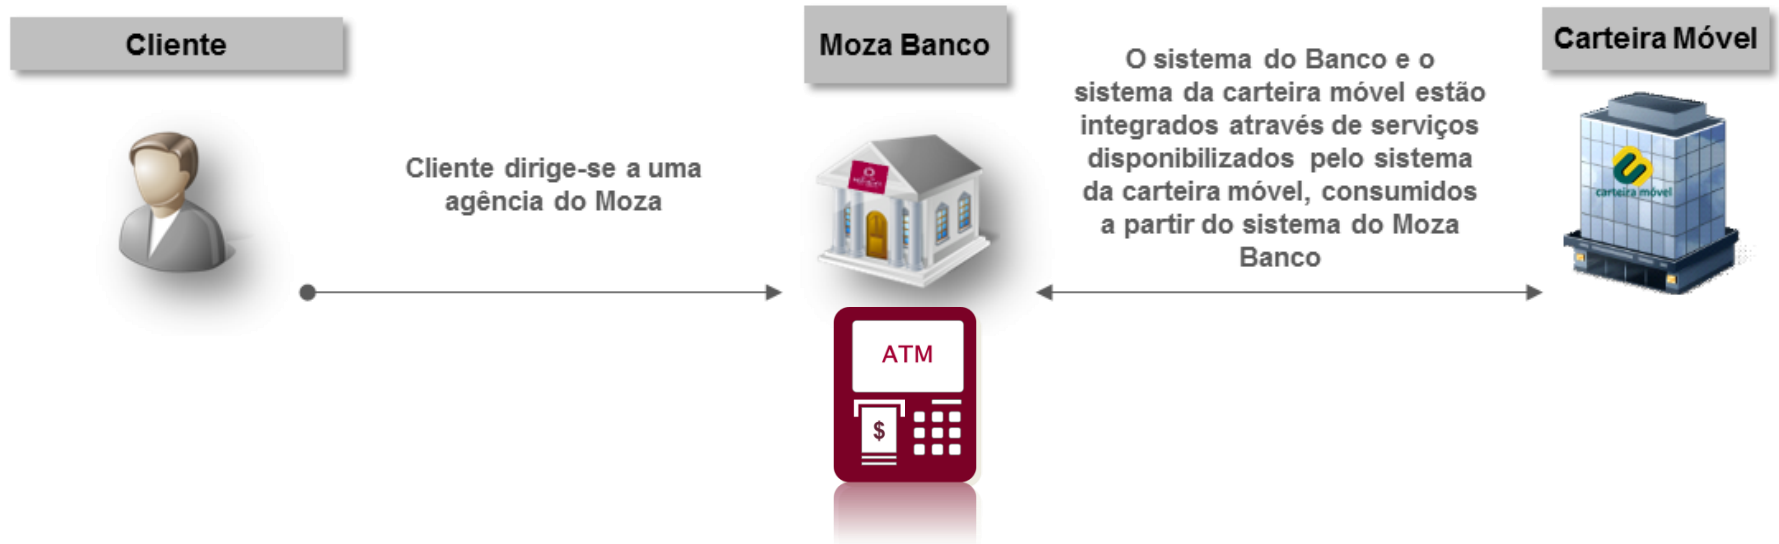 Cliente
Moza Banco
Carteira Móvel
Cliente dirige-se a uma
agência do Moza
O sistema do Banco e o
sistema da carteira móvel estão
integrados através de serviços
disponibilizados pelo sistema
da carteira móvel, consumidos
a partir do sistema do Moza
Banco
carteira móvel
ATM
$